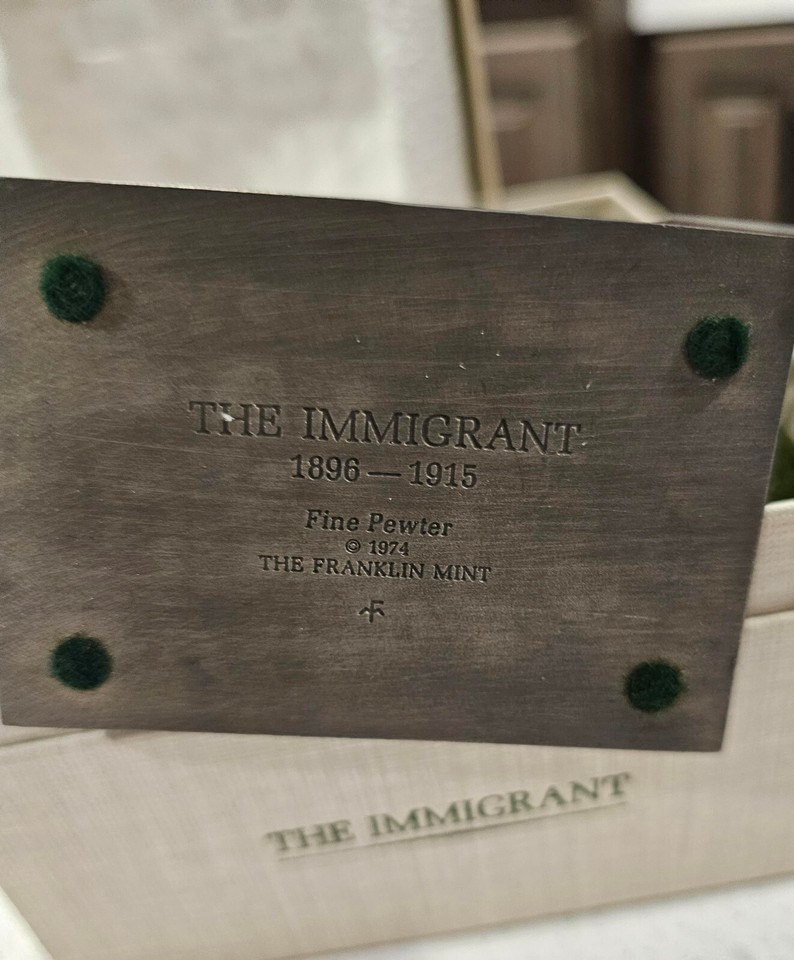 THE IMMIGRANT
1896 — 1915
Fine Pewter
© 1974
THE FRANKLIN MINT
THE IMMIGRANT